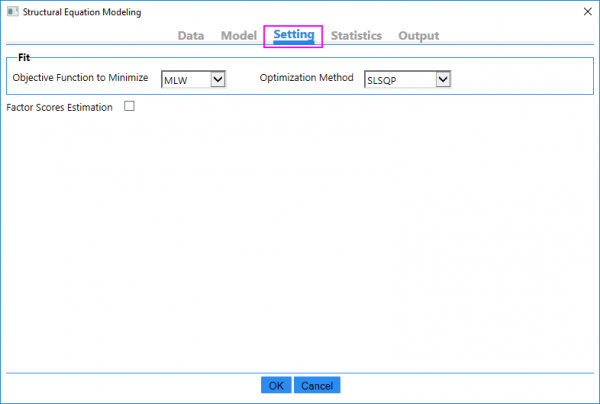 Structural Equation Modeling
Data Model Setting Statistics Output
Fit
Objective Function to Minimize MLW Optimization Method SLSQP
Factor Scores Estimation
OK Cancel